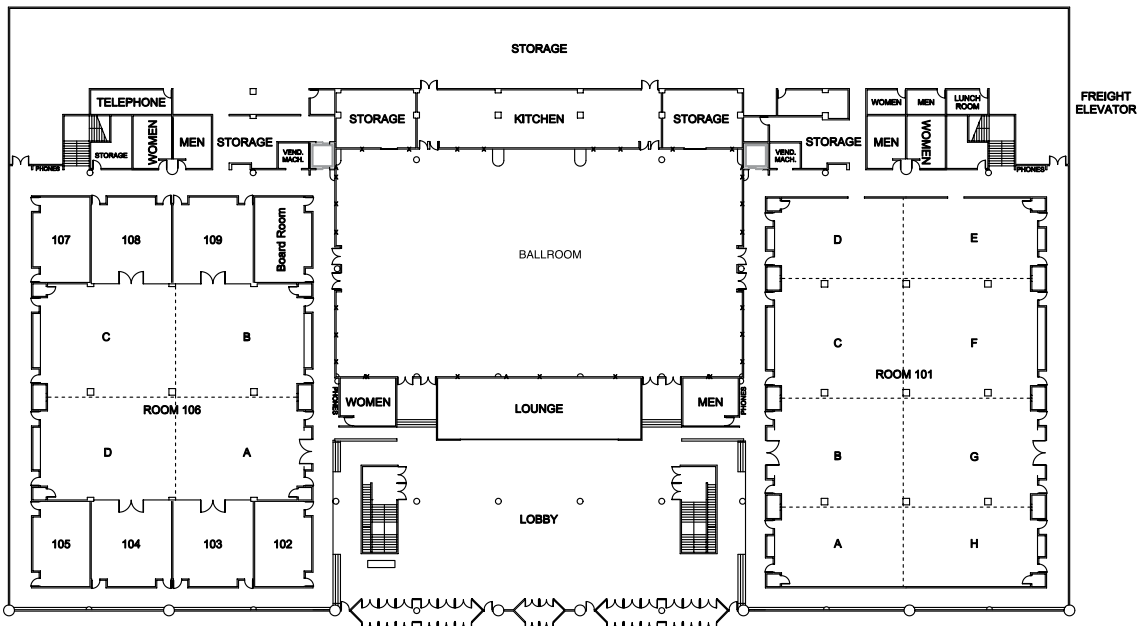 STORAGE
FREIGHT
ELEVATOR
TELEPHONE
WOMEN
MEN
LUNCH
ROOM
STORAGE
KITCHEN
STORAGE
STORAGE
WOMEN
MEN
STORAGE
VEND.
MACH.
VEND.
MACH.
STORAGE
MEN
WOMEN
PHONES
PHONES
107
108
109
Board Room
BALLROOM
D
E
C
B
C
F
ROOM 101
ROOM 106
PHONES
WOMEN
LOUNGE
MEN
PHONES
D
A
B
G
LOBBY
105
104
103
102
A
H